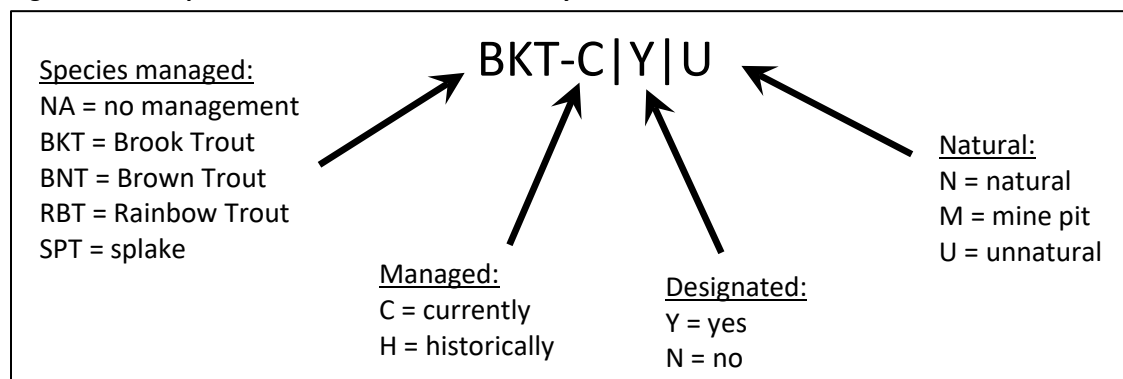 BKT-C|Y|U
Species managed:
NA = no management
BKT = Brook Trout
BNT = Brown Trout
RBT = Rainbow Trout
SPT = splake
Managed:
C = currently
H = historically
Designated:
Y = yes
N = no
Natural:
N = natural
M = mine pit
U = unnatural